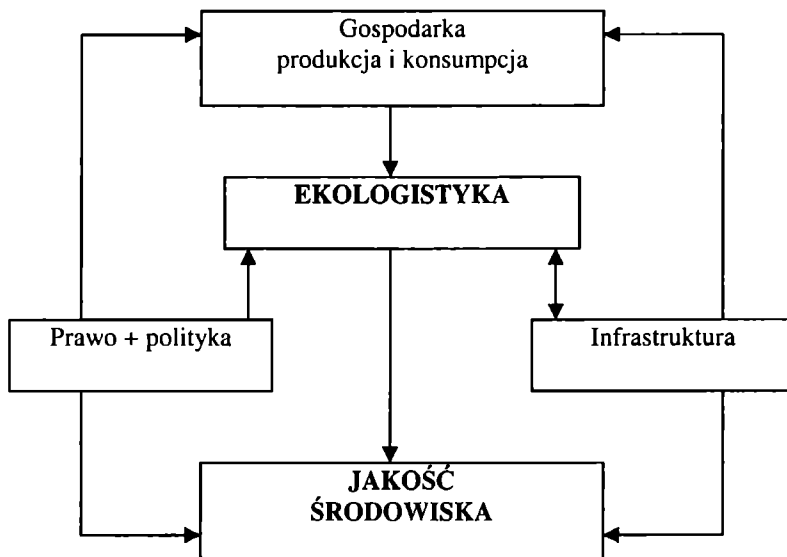 Gospodarka
produkcja i konsumpcja
EKOLOGISTYKA
Prawo + polityka
Infrastruktura
JAKOŚĆ
ŚRODOWISKA